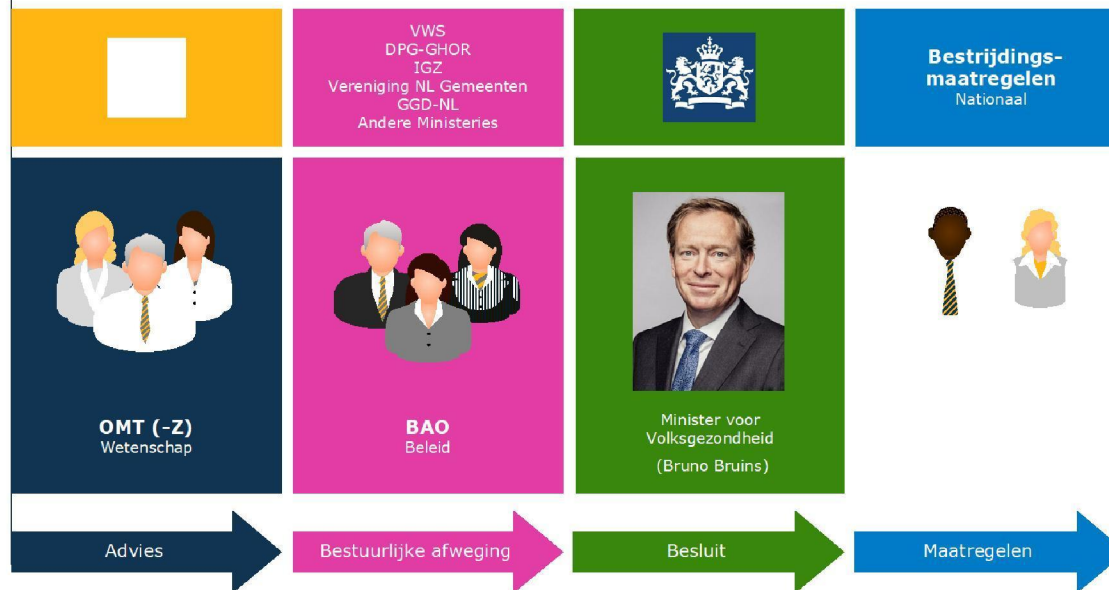 VWS
DPG-GHOR
IGZ
Vereniging NL Gemeenten
GGD-NL
Andere Ministeries
Bestrijdings-
maatregelen
Nationaal
OMT (-Z)
Wetenschap
BAO
Beleid
Minister voor
Volksgezondheid
(Bruno Bruins)
Advies
Bestuurlijke afweging
Besluit
Maatregelen